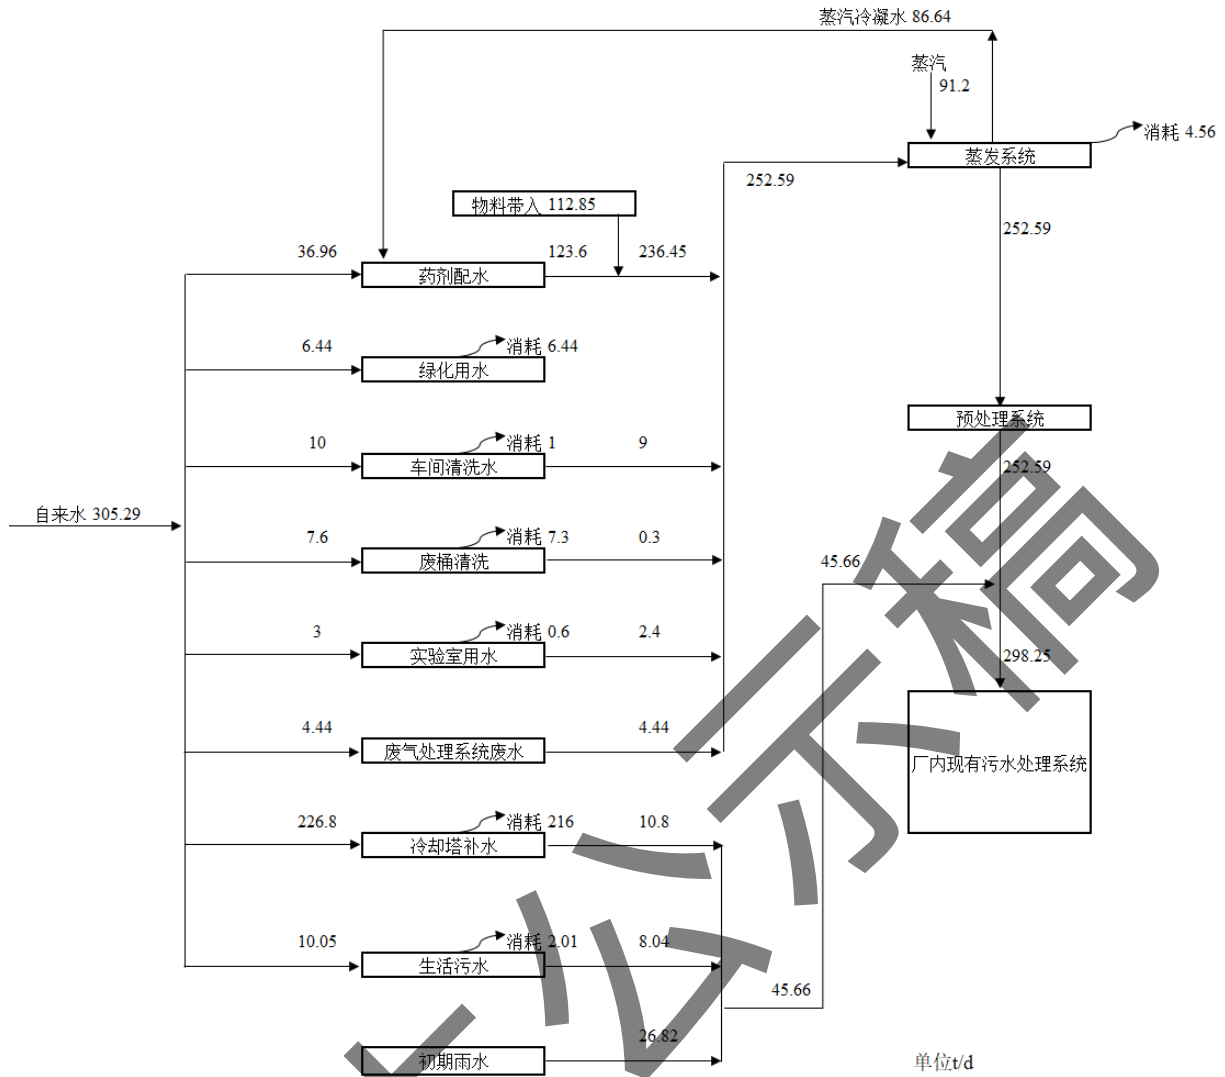 蒸汽冷凝水 86.64
蒸汽
91.2
消耗 4.56
蒸发系统
252.59
物料带入 112.85
252.59
36.96
123.6
236.45
药剂配水
6.44
消耗 6.44
绿化用水
预处理系统
10
消耗 1
9
车间清洗水
252.59
自来水 305.29
7.6
消耗 7.3
0.3
废桶清洗
45.66
3
消耗 0.6
2.4
实验室用水
298.25
4.44
4.44
废气处理系统废水
厂内现有污水处理系统
226.8
消耗 216
10.8
冷却塔补水
10.05
消耗 2.01
8.04
生活污水
45.66
26.82
初期雨水
单位t/d
公示稿